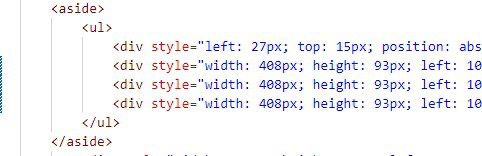 <aside>
<ul>
<div style="left: 27px; top: 15px; position: abs
<div style="width: 408px; height: 93px; left: 10
<div style="width: 408px; height: 93px; left: 10
<div style="width: 408px; height: 93px; left: 10
</ul>
</aside>